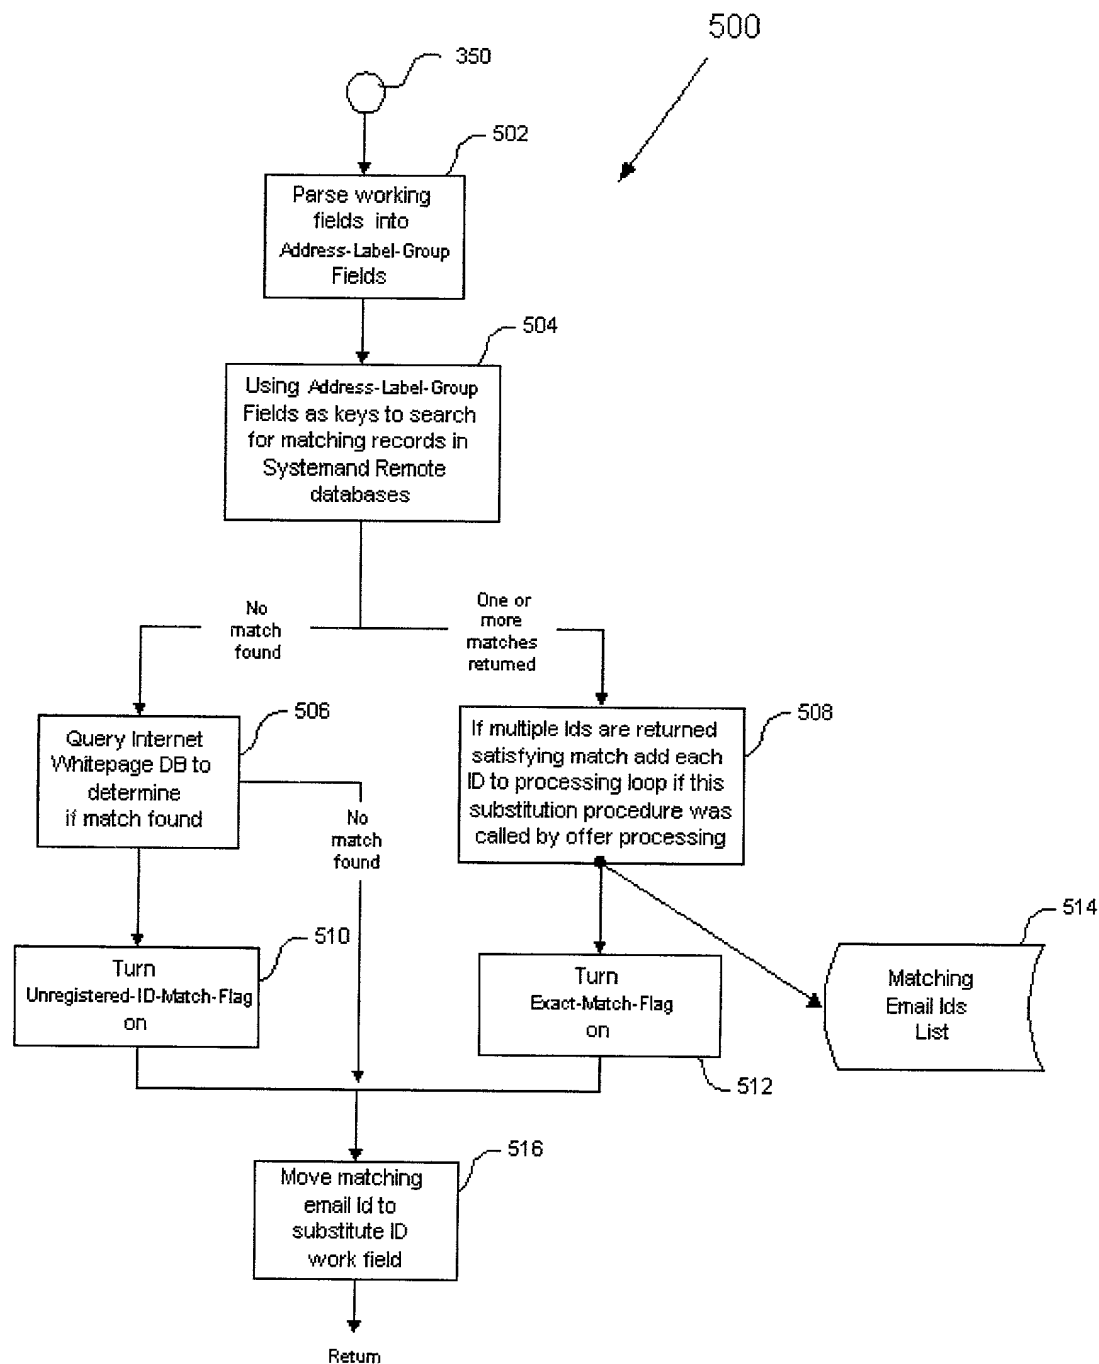 500
350
502
Parse working
fields into
Address-Label-Group
Fields
504
Using Address-Label-Group
Fields as keys to search
for matching records in
Systemand Remote
databases
No
match
found
One or
more
matches
returned
506
Query Internet
Whitepage DB to
determine
if match found
508
If multiple Ids are returned
satisfying match add each
ID to processing loop if this
substitution procedure was
called by offer processing
No
match
found
510
Turn
Unregistered-ID-Match-Flag
on
Turn
Exact-Match-Flag
on
512
514
Matching
Email Ids
List
516
Move matching
email Id to
substitute ID
work field
Return